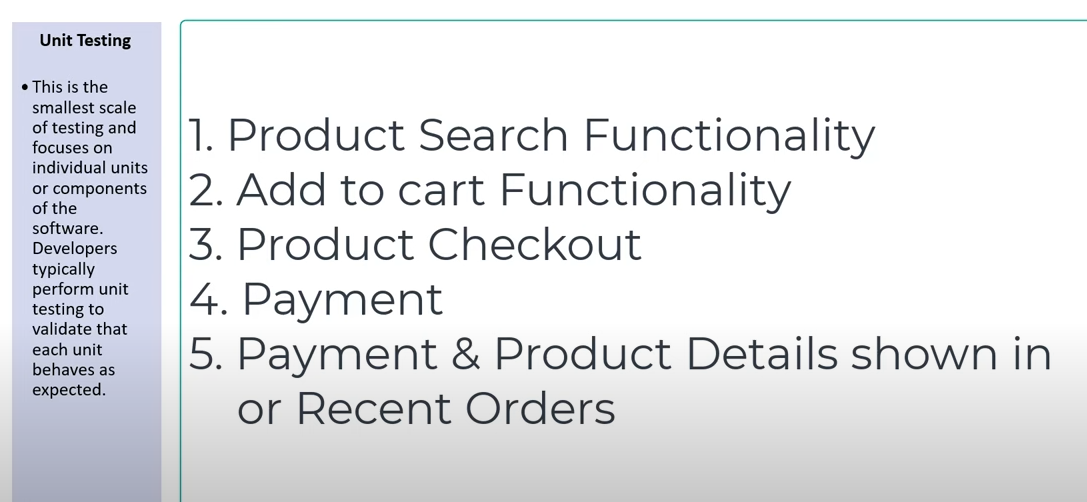 Unit Testing
• This is the
smallest scale
of testing and
focuses on
individual units
or components
of the
software.
Developers
typically
perform unit
testing to
validate that
each unit
behaves as
expected.
1. Product Search Functionality
2. Add to cart Functionality
3. Product Checkout
4. Payment
5. Payment & Product Details shown in
or Recent Orders